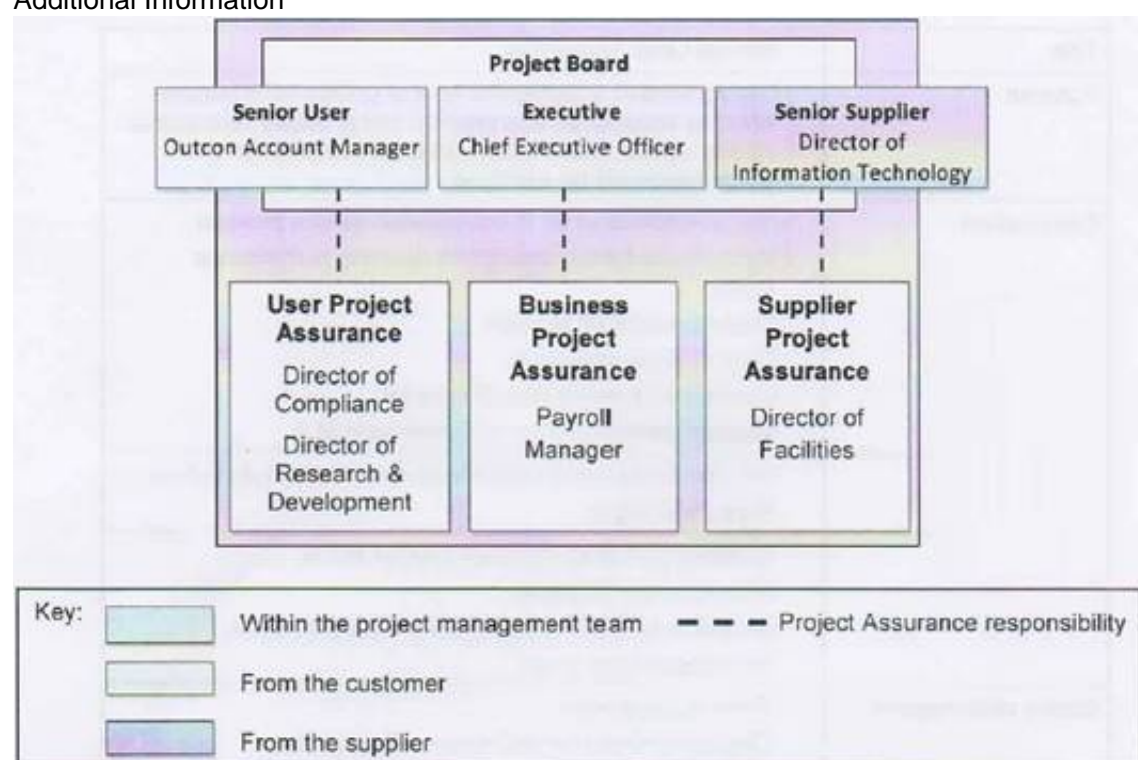 Additional Information
Project Board
Senior User
Outcon Account Manager
Executive
Chief Executive Officer
Senior Supplier
Director of
Information Technology
User Project
Assurance
Director of
Compliance
Director of
Research &
Development
Business
Project
Assurance
Payroll
Manager
Supplier
Project
Assurance
Director of
Facilities
Key:
Within the project management team
Project Assurance responsibility
From the customer
From the supplier